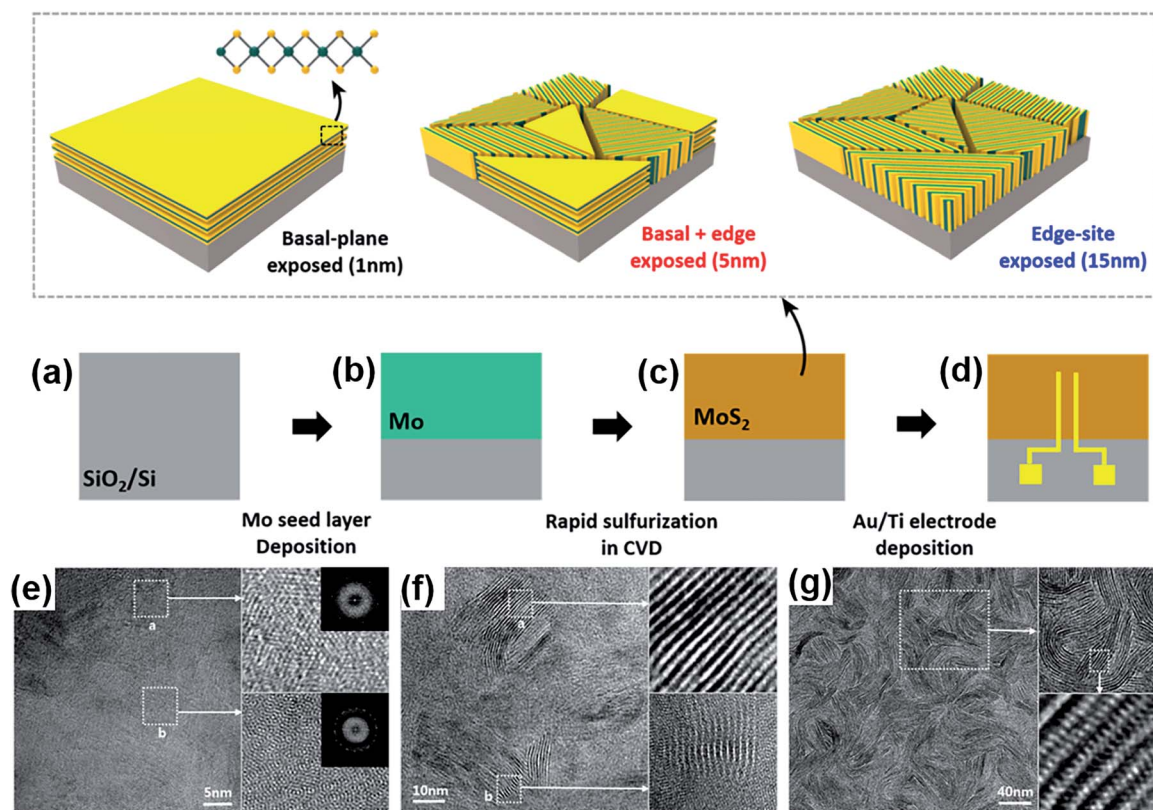 Basal-plane
exposed (1nm)
Basal + edge
exposed (5nm)
Edge-site
exposed (15nm)
(a)
(b)
(c)
(d)
SiO₂/Si
Mo
MoS₂
Mo seed layer
Deposition
Rapid sulfurization
in CVD
Au/Ti electrode
deposition
(e)
a
b
5nm
(f)
a
b
10nm
(g)
40nm